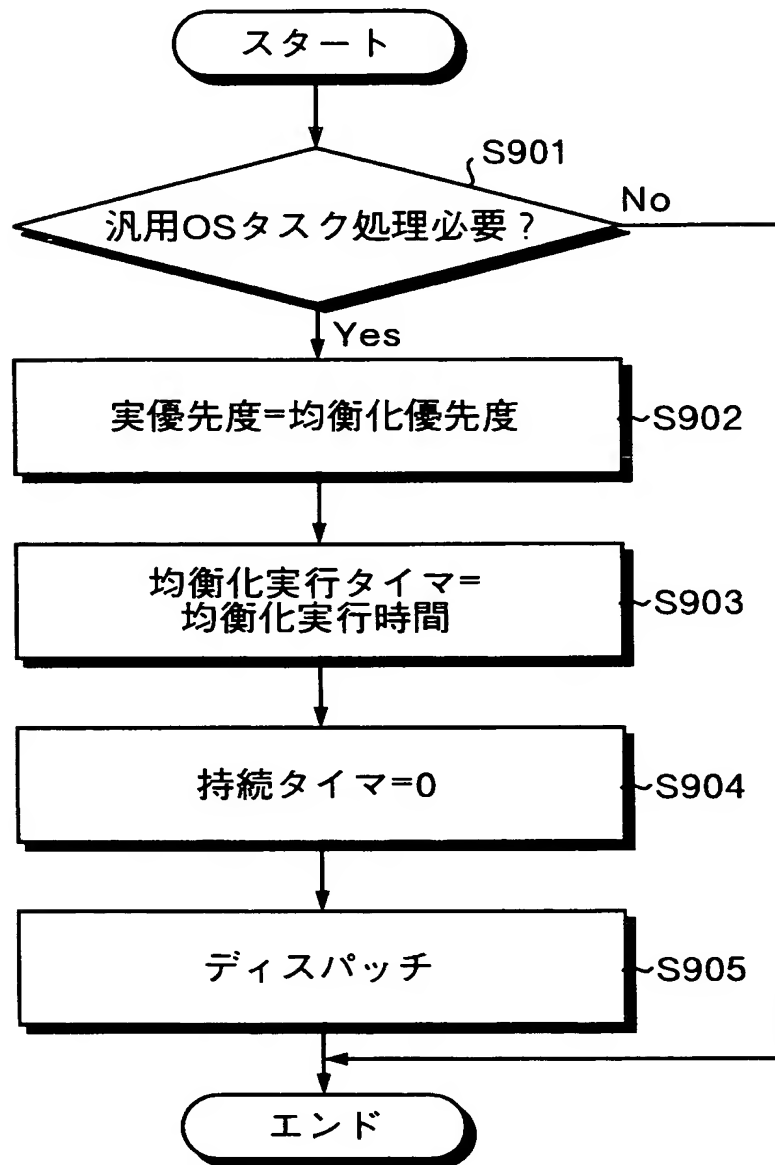 スタート
S901
汎用OSタスク処理必要?
No
Yes
実優先度=均衡化優先度
S902
均衡化実行タイマ=
均衡化実行時間
S903
持続タイマ=0
S904
ディスパッチ
S905
エンド